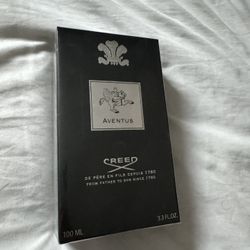 AVENTUS
CREED
DE PÈRE EN FILS DEPUIS 1760
FROM FATHER TO SON SINCE 1760
100 ML 3.3 FL.OZ.